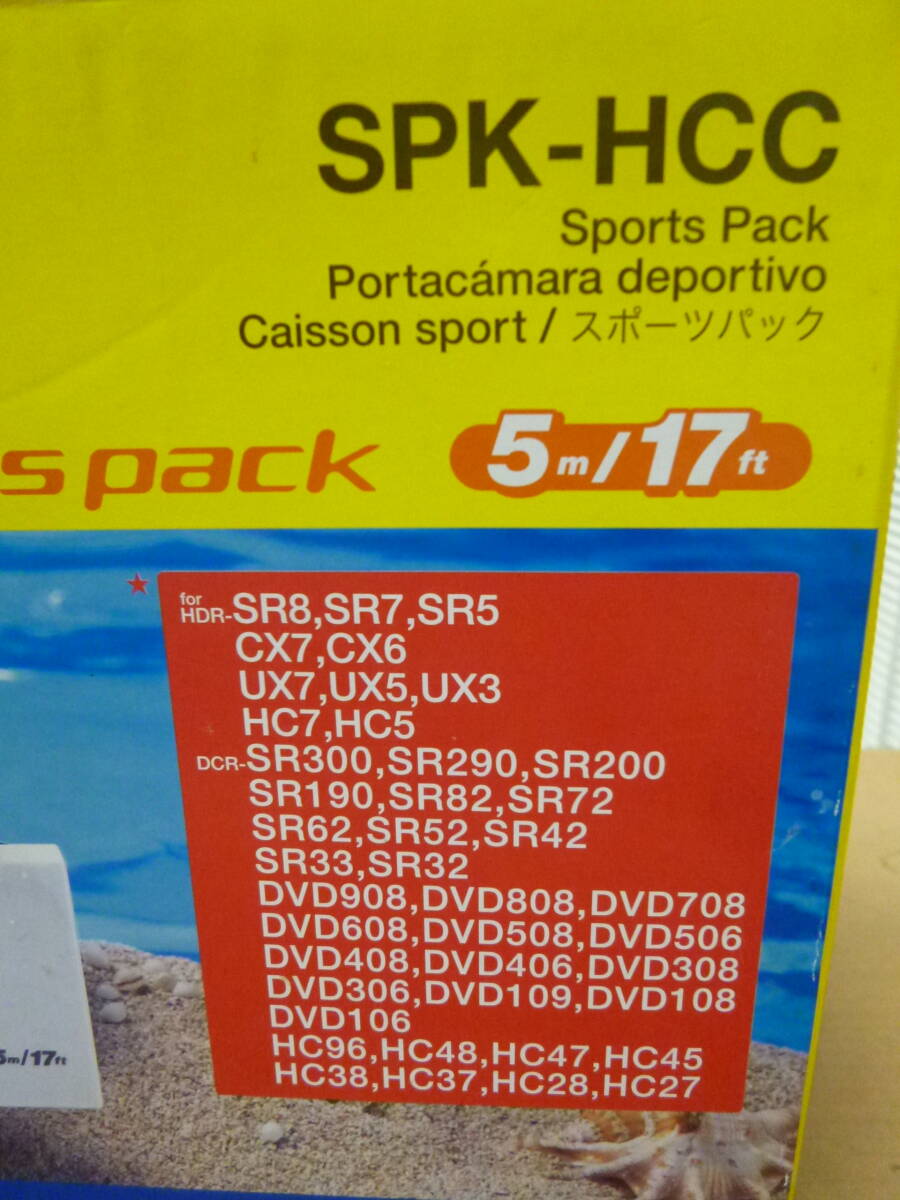 SPK-HCC
Sports Pack
Portacámara deportivo
Caisson sport / スポーツパック
s pack
5m/17ft
for
HDR-SR8,SR7,SR5
CX7,CX6
UX7,UX5,UX3
HC7,HC5
DCR-SR300,SR290,SR200
SR190,SR82,SR72
SR62,SR52,SR42
SR33,SR32
DVD908,DVD808,DVD708
DVD608,DVD508,DVD506
DVD408,DVD406,DVD308
DVD306,DVD109,DVD108
DVD106
HC96,HC48,HC47,HC45
HC38,HC37,HC28,HC27
5m/17ft